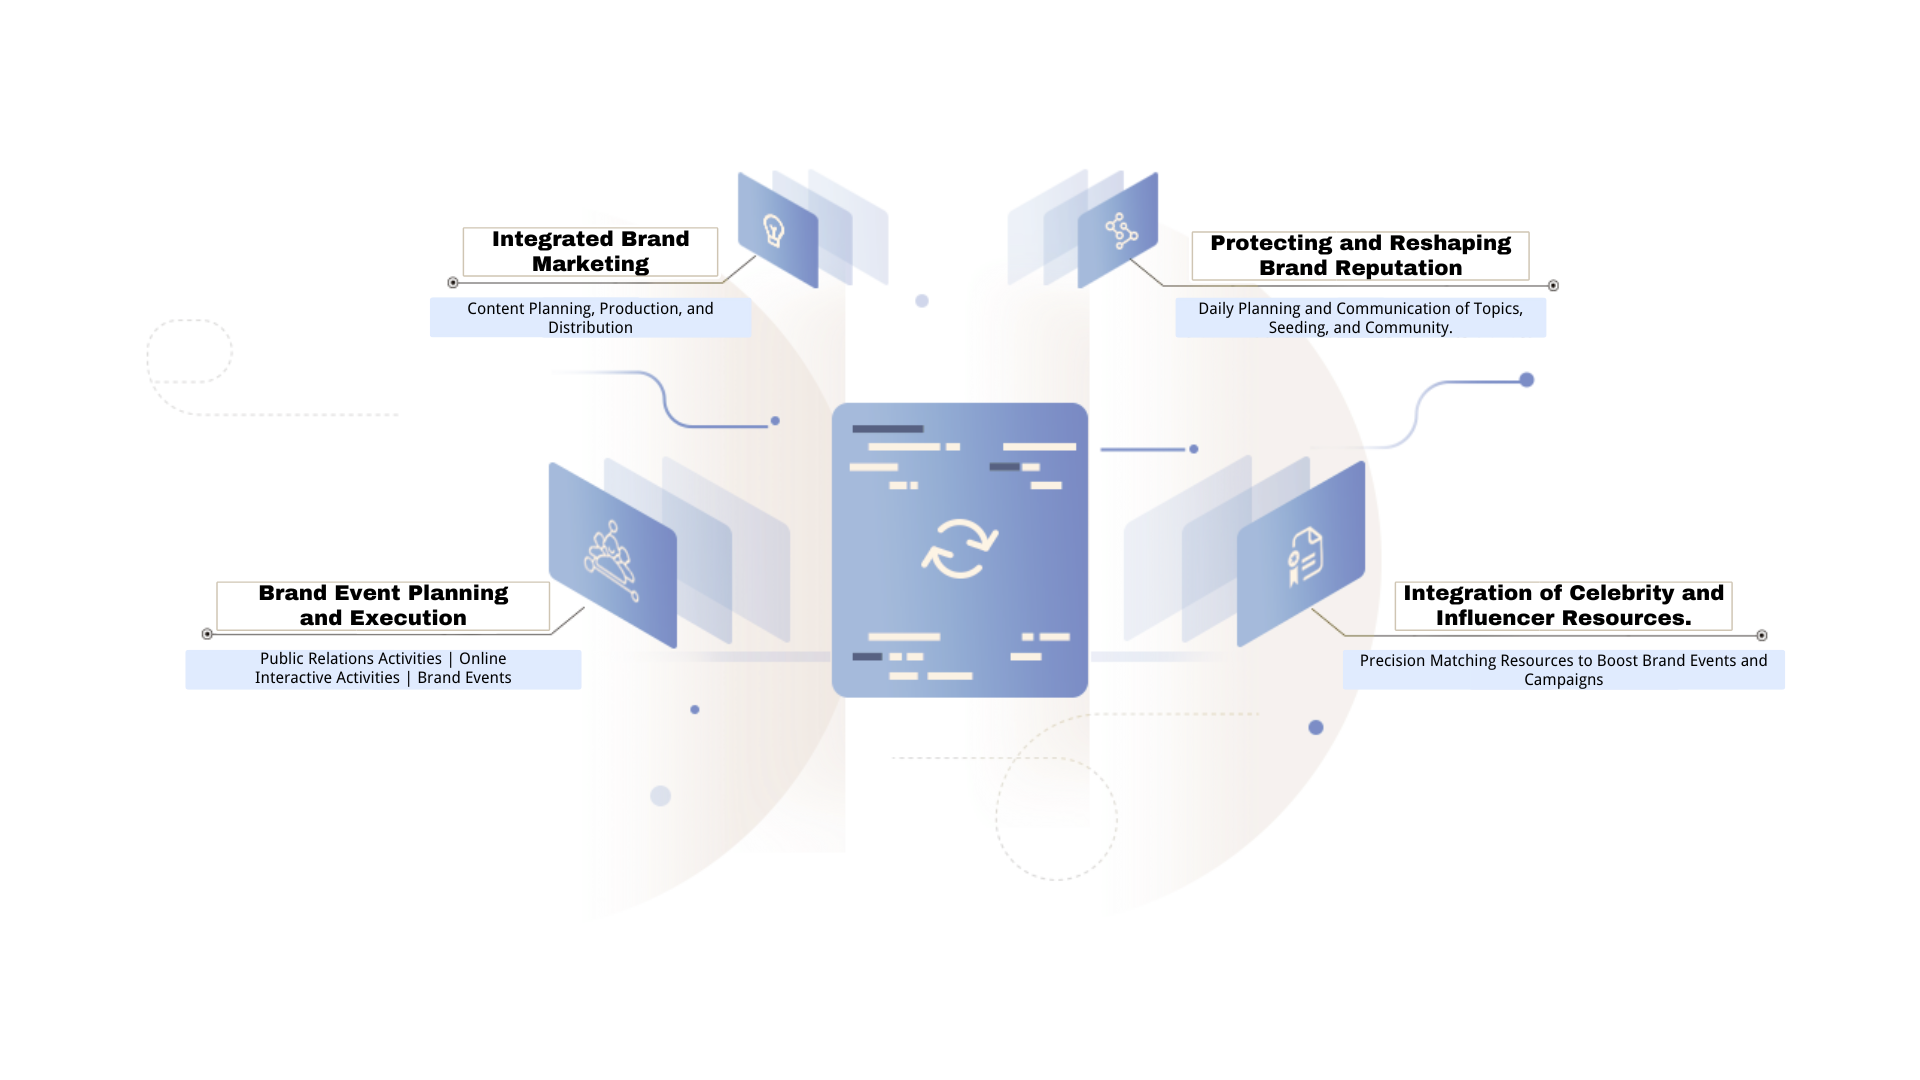 Integrated Brand
Marketing
Content Planning, Production, and
Distribution
Protecting and Reshaping
Brand Reputation
Daily Planning and Communication of Topics,
Seeding, and Community.
Brand Event Planning
and Execution
Public Relations Activities | Online
Interactive Activities | Brand Events
Integration of Celebrity and
Influencer Resources.
Precision Matching Resources to Boost Brand Events and
Campaigns